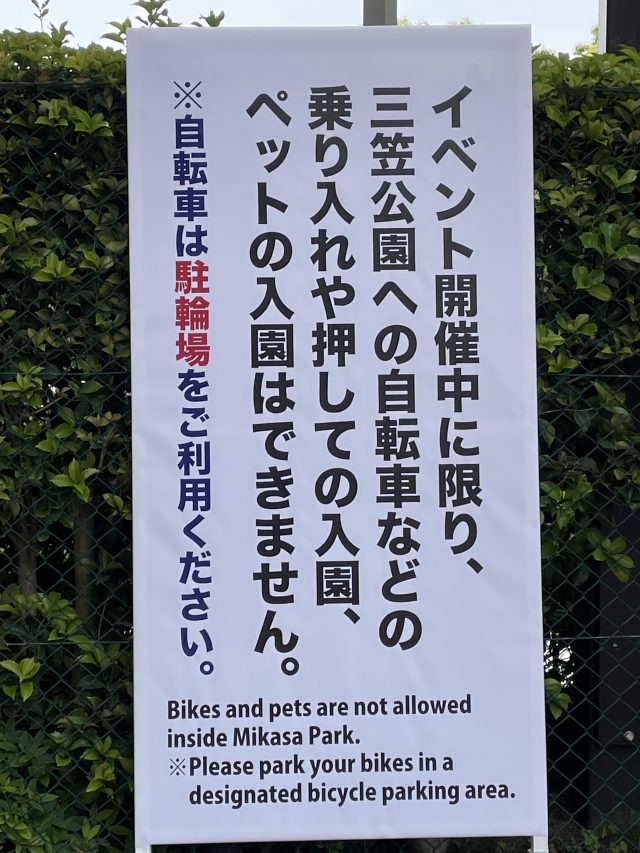 イベント開催中に限り、
三笠公園への自転車などの
乗り入れや押しての入園、
ペットの入園はできません。
※自転車は駐輪場をご利用ください。
Bikes and pets are not allowed
inside Mikasa Park.
※Please park your bikes in a
designated bicycle parking area.